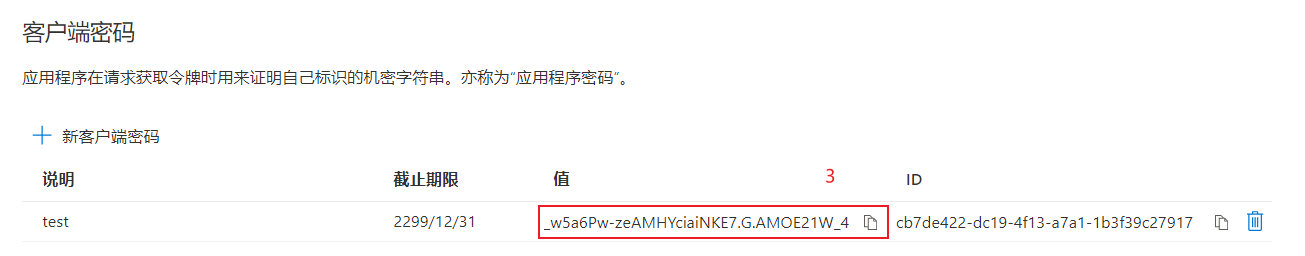 客户端密码
应用程序在请求获取令牌时用来证明自己标识的机密字符串。亦称为“应用程序密码”。
新客户端密码
说明 截止期限 值 3 ID
test 2299/12/31 _w5a6Pw-zeAMHYciaiNKE7.G.AMOE21W_4 cb7de422-dc19-4f13-a7a1-1b3f39c27917